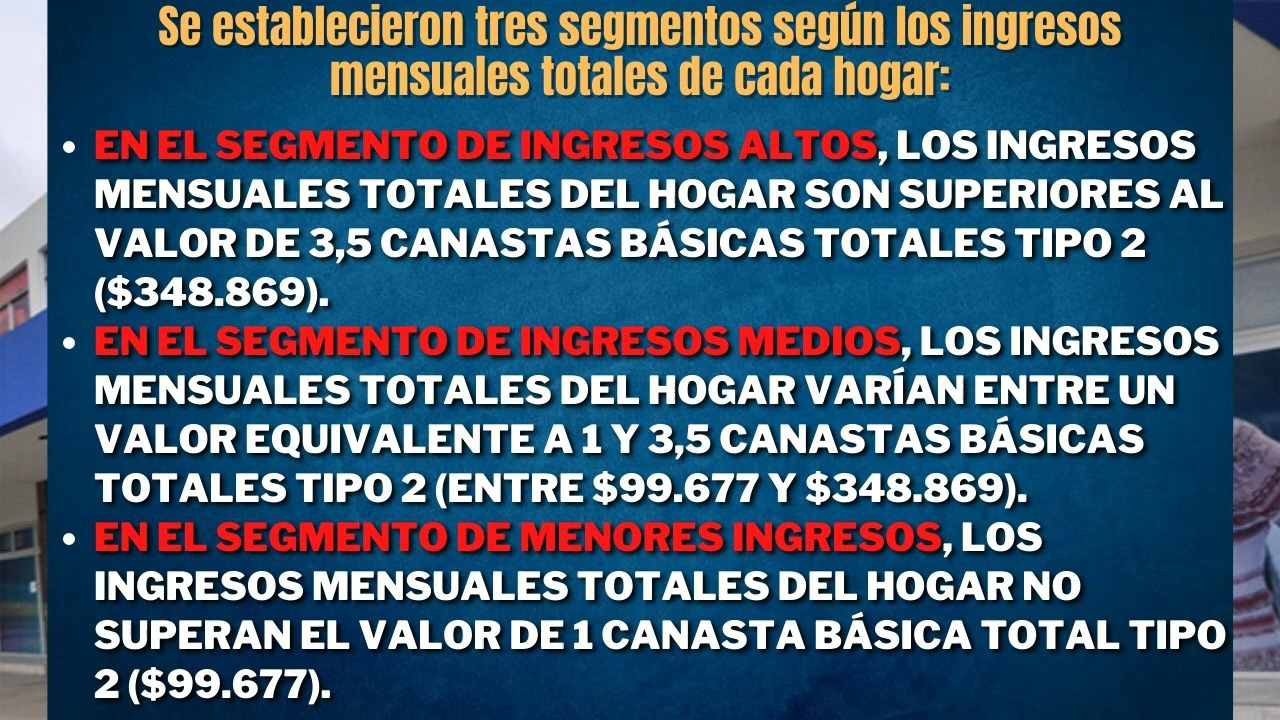 Se establecieron tres segmentos según los ingresos
mensuales totales de cada hogar:
• EN EL SEGMENTO DE INGRESOS ALTOS, LOS INGRESOS
MENSUALES TOTALES DEL HOGAR SON SUPERIORES AL
VALOR DE 3,5 CANASTAS BÁSICAS TOTALES TIPO 2
($348.869).
• EN EL SEGMENTO DE INGRESOS MEDIOS, LOS INGRESOS
MENSUALES TOTALES DEL HOGAR VARÍAN ENTRE UN
VALOR EQUIVALENTE A 1 Y 3,5 CANASTAS BÁSICAS
TOTALES TIPO 2 (ENTRE $99.677 Y $348.869).
• EN EL SEGMENTO DE MENORES INGRESOS, LOS
INGRESOS MENSUALES TOTALES DEL HOGAR NO
SUPERAN EL VALOR DE 1 CANASTA BÁSICA TOTAL TIPO
2 ($99.677).